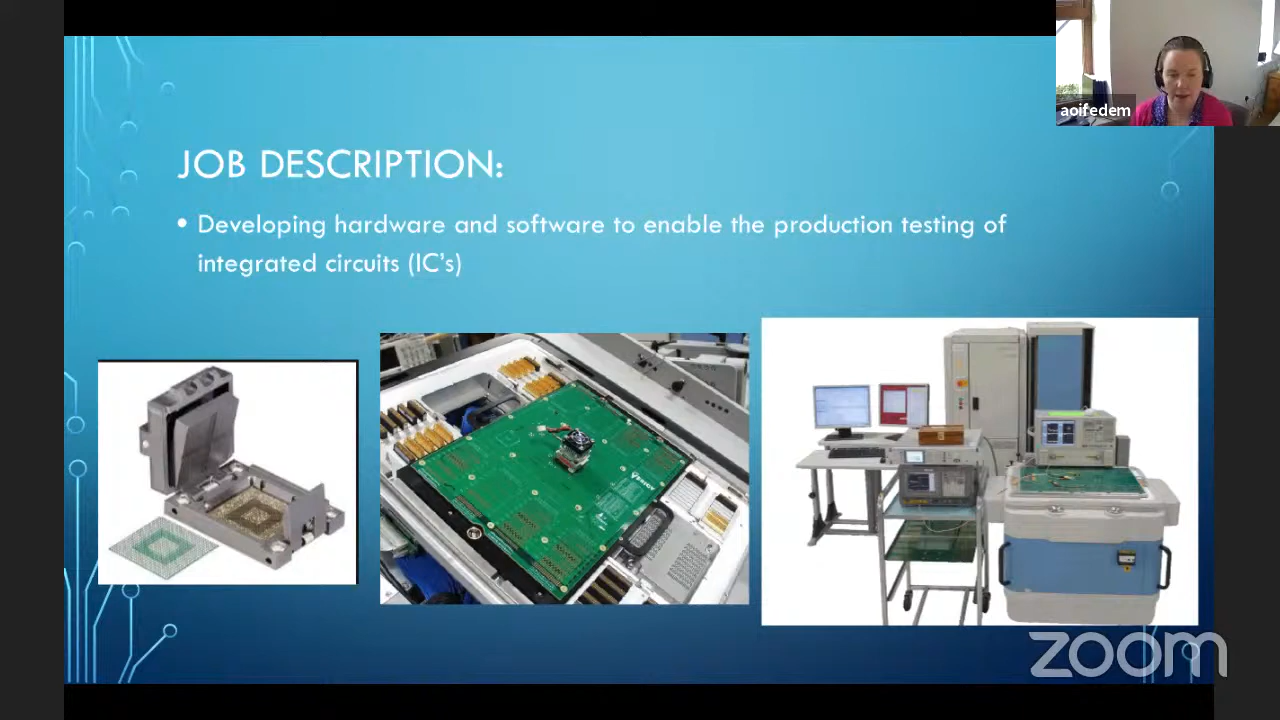 aoifedem
JOB DESCRIPTION:
• Developing hardware and software to enable the production testing of
integrated circuits (IC's)
zoom